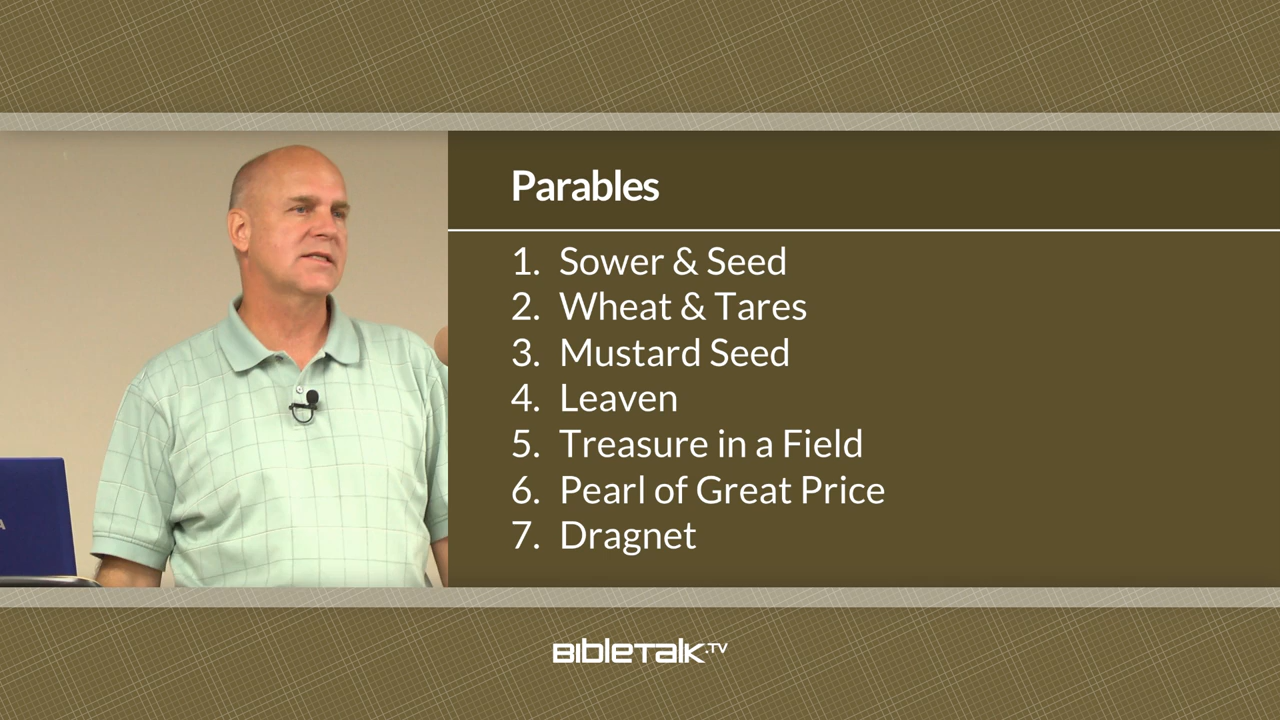 Parables
1. Sower & Seed
2. Wheat & Tares
3. Mustard Seed
4. Leaven
5. Treasure in a Field
6. Pearl of Great Price
7. Dragnet
BIBLETALK.TV
A